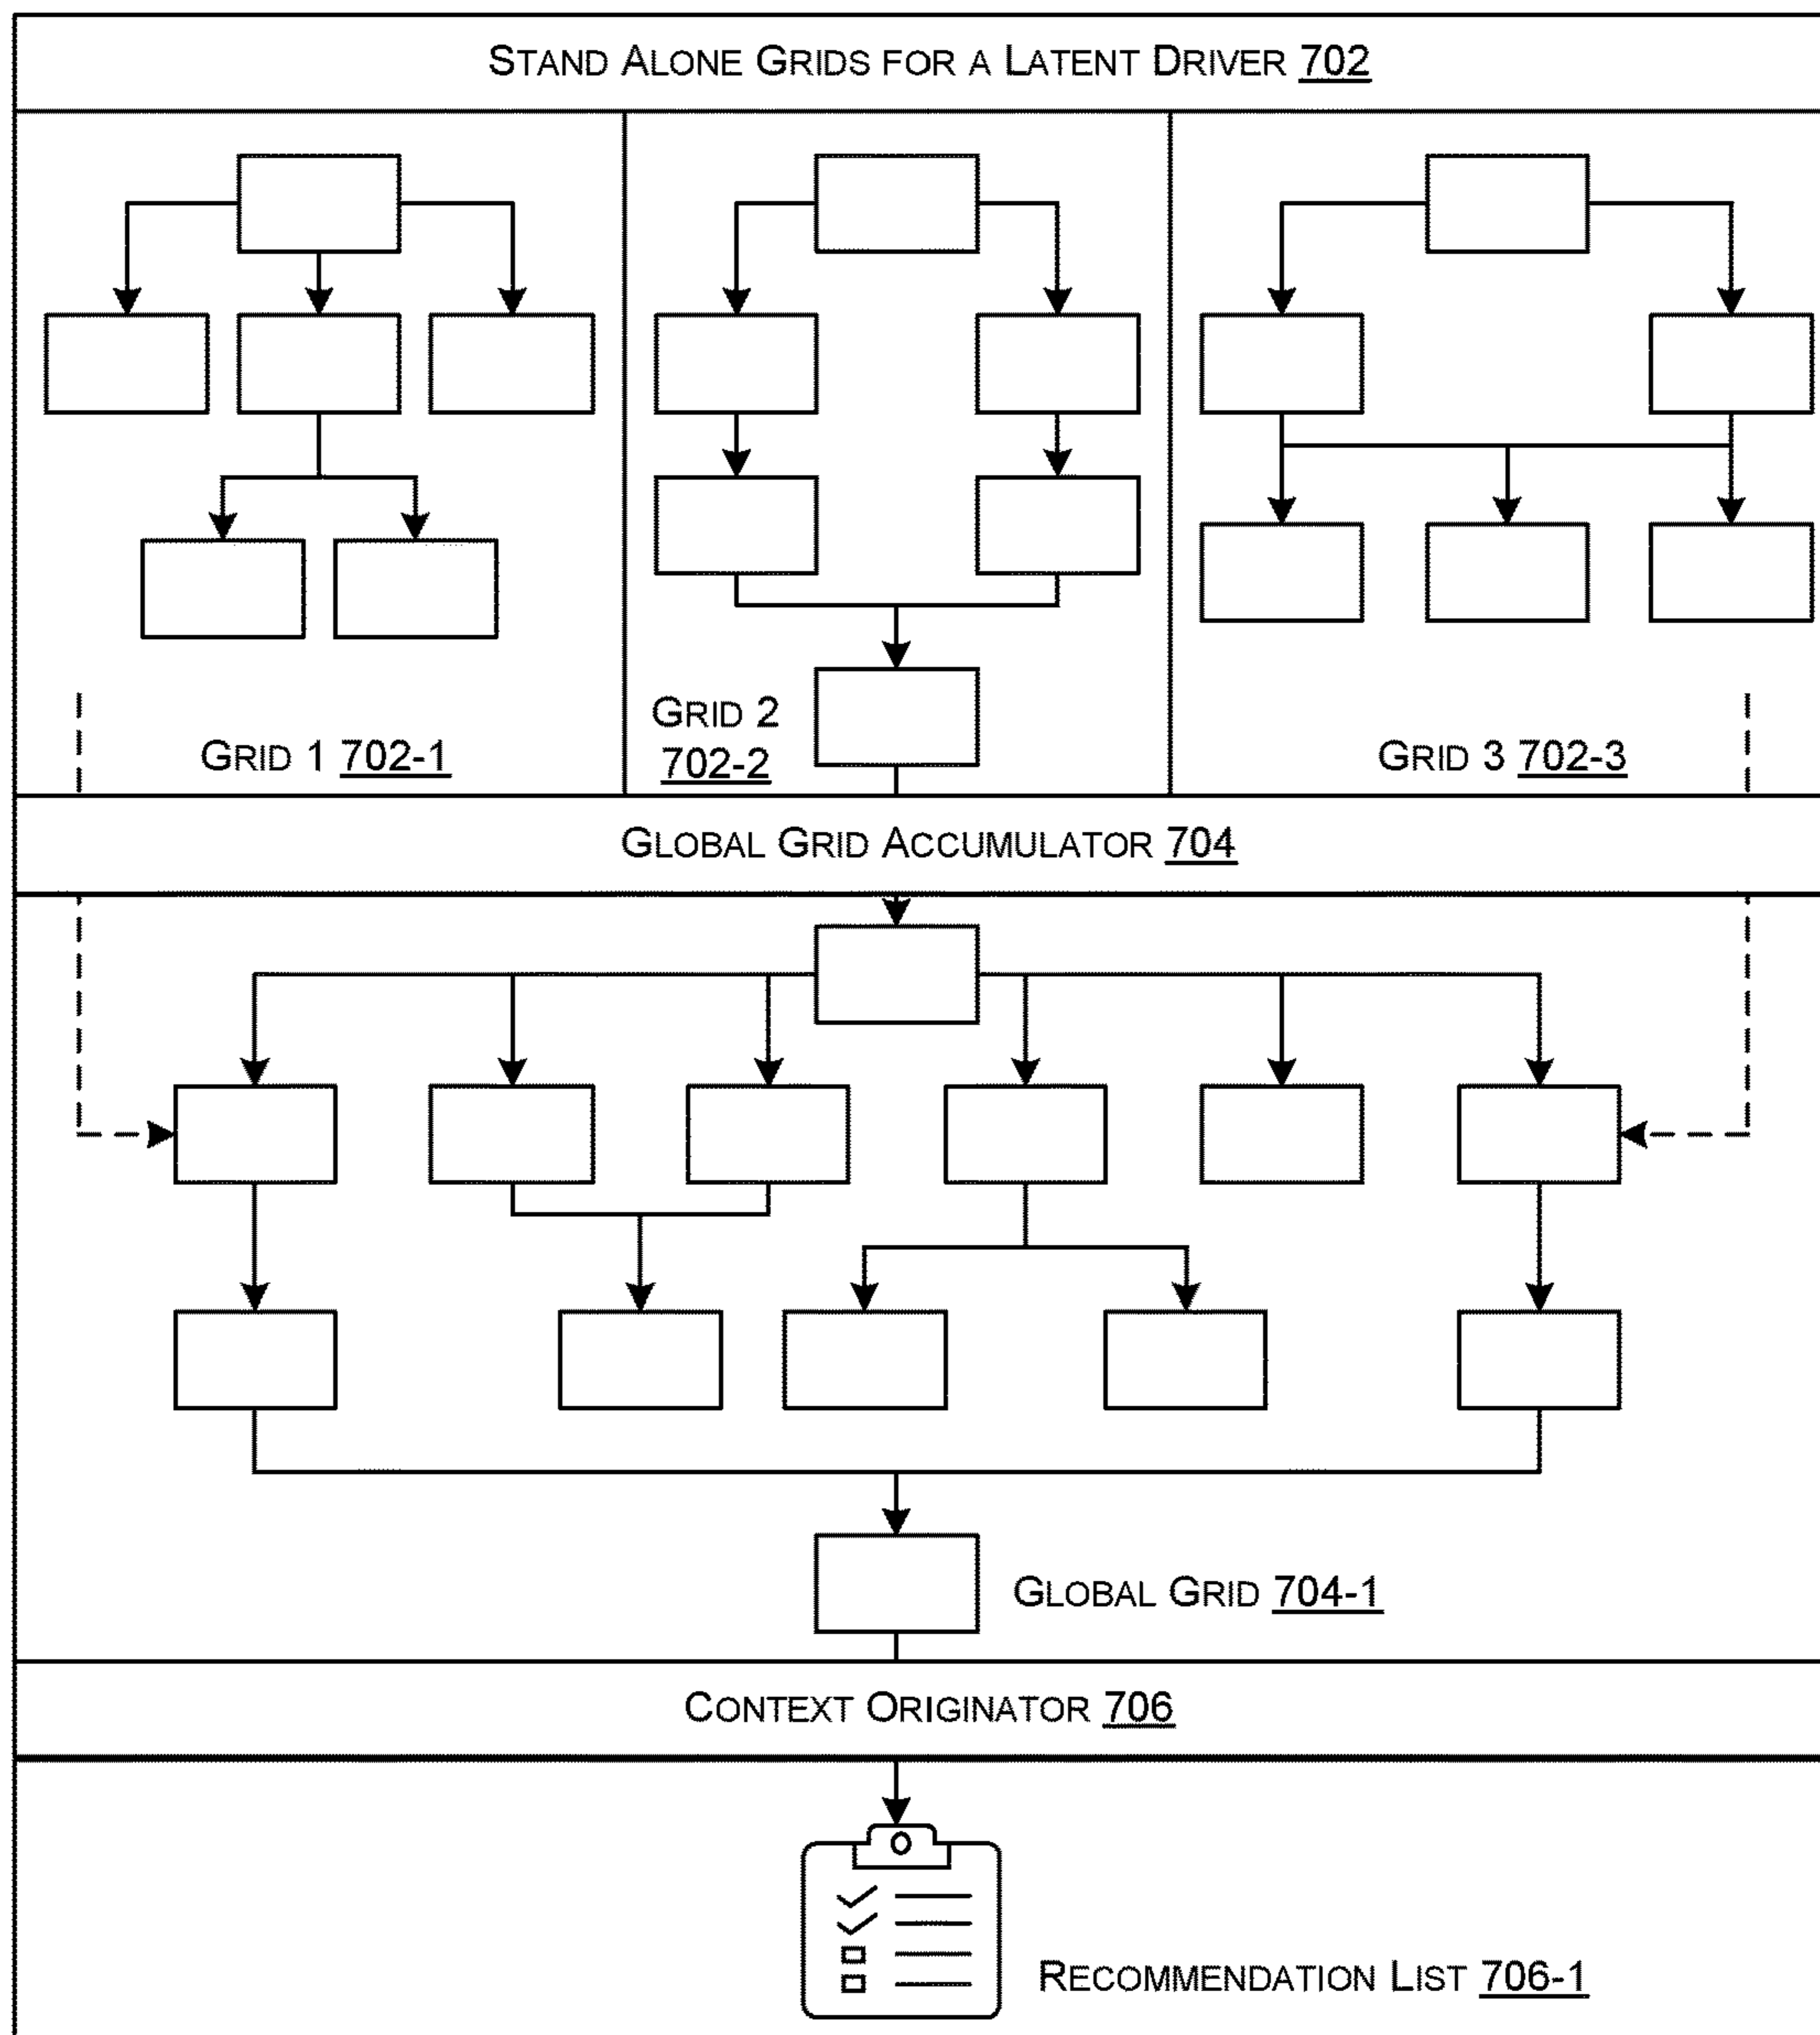 STAND ALONE GRIDS FOR A LATENT DRIVER 702
GRID 1 702-1
GRID 2
702-2
GRID 3 702-3
GLOBAL GRID ACCUMULATOR 704
GLOBAL GRID 704-1
CONTEXT ORIGINATOR 706
RECOMMENDATION LIST 706-1